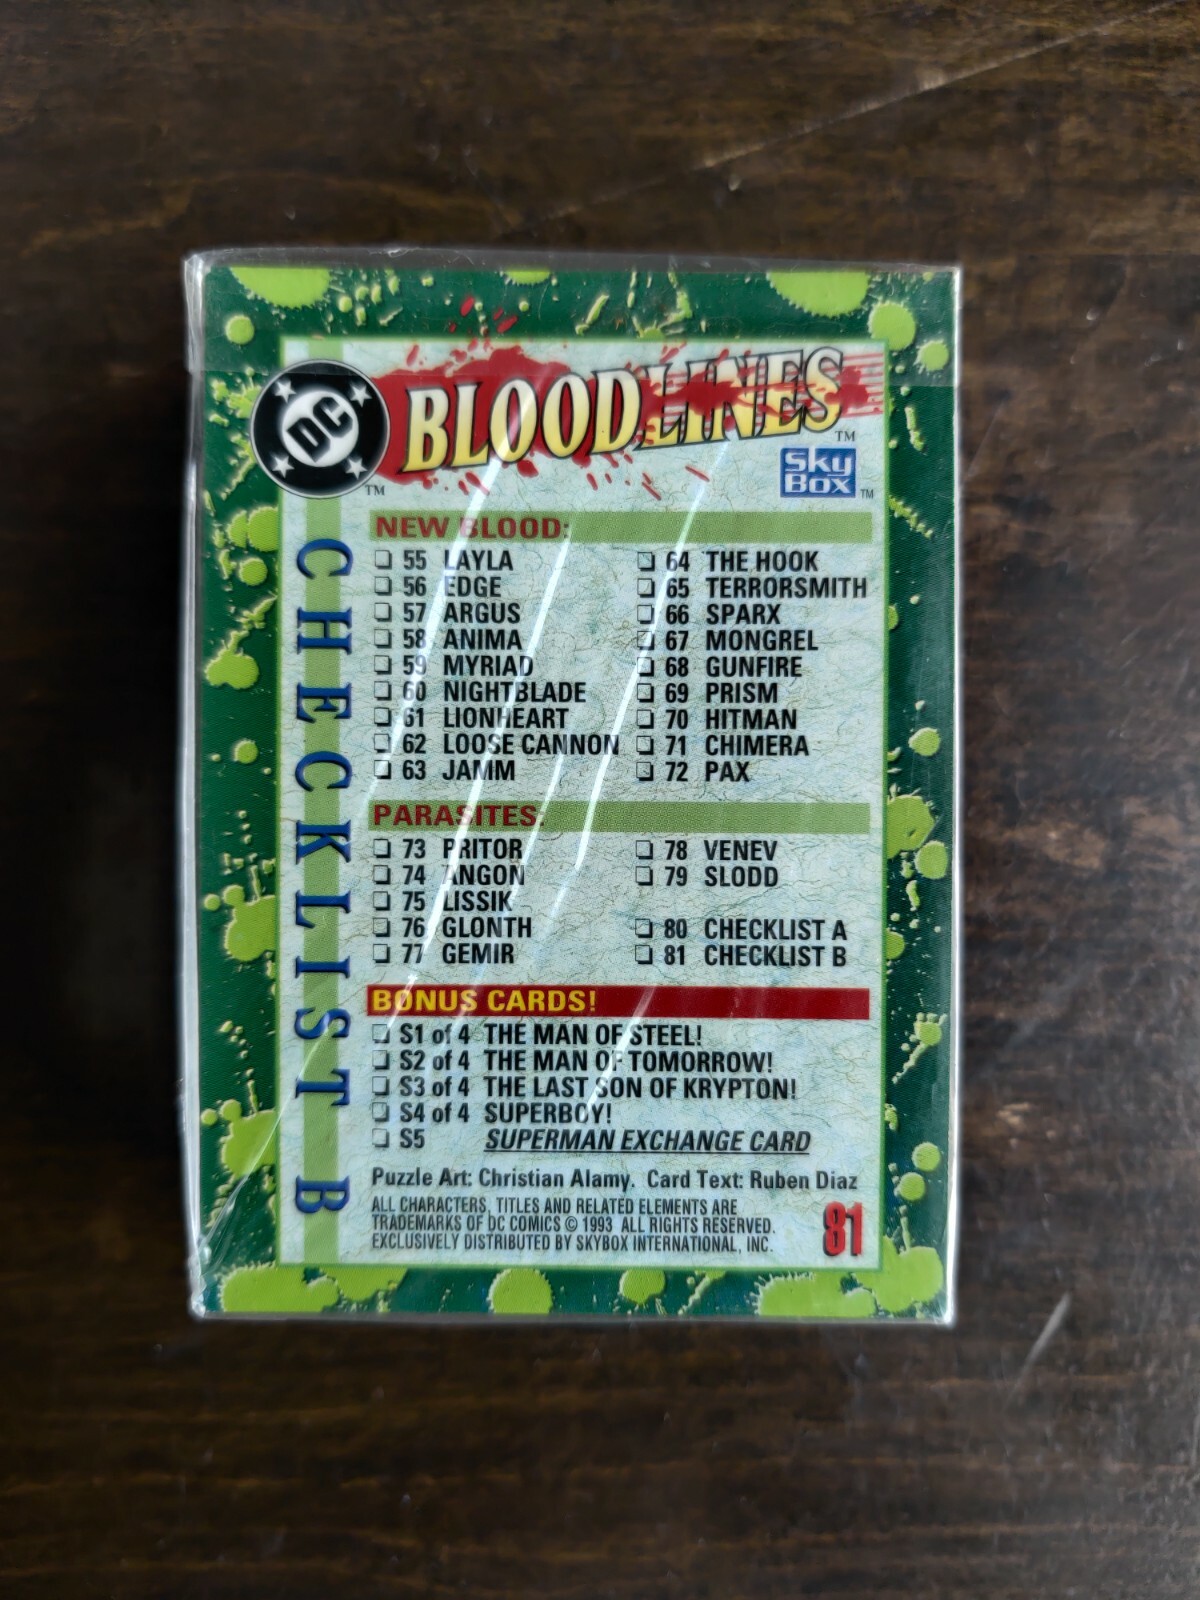 DC
TM
BLOODLINES
TM
SKY BOX
TM
CHECKLIST B
NEW BLOOD:
❏ 55 LAYLA
❏ 56 EDGE
❏ 57 ARGUS
❏ 58 ANIMA
❏ 59 MYRIAD
❏ 60 NIGHTBLADE
❏ 61 LIONHEART
❏ 62 LOOSE CANNON
❏ 63 JAMM
❏ 64 THE HOOK
❏ 65 TERRORSMITH
❏ 66 SPARX
❏ 67 MONGREL
❏ 68 GUNFIRE
❏ 69 PRISM
❏ 70 HITMAN
❏ 71 CHIMERA
❏ 72 PAX
PARASITES:
❏ 73 PRITOR
❏ 74 ANGON
❏ 75 LISSIK
❏ 76 GLONTH
❏ 77 GEMIR
❏ 78 VENEV
❏ 79 SLODD
❏ 80 CHECKLIST A
❏ 81 CHECKLIST B
BONUS CARDS!
❏ S1 of 4 THE MAN OF STEEL!
❏ S2 of 4 THE MAN OF TOMORROW!
❏ S3 of 4 THE LAST SON OF KRYPTON!
❏ S4 of 4 SUPERBOY!
❏ S5 SUPERMAN EXCHANGE CARD
Puzzle Art: Christian Alamy. Card Text: Ruben Diaz
ALL CHARACTERS, TITLES AND RELATED ELEMENTS ARE
TRADEMARKS OF DC COMICS © 1993 ALL RIGHTS RESERVED.
EXCLUSIVELY DISTRIBUTED BY SKYBOX INTERNATIONAL, INC.
81